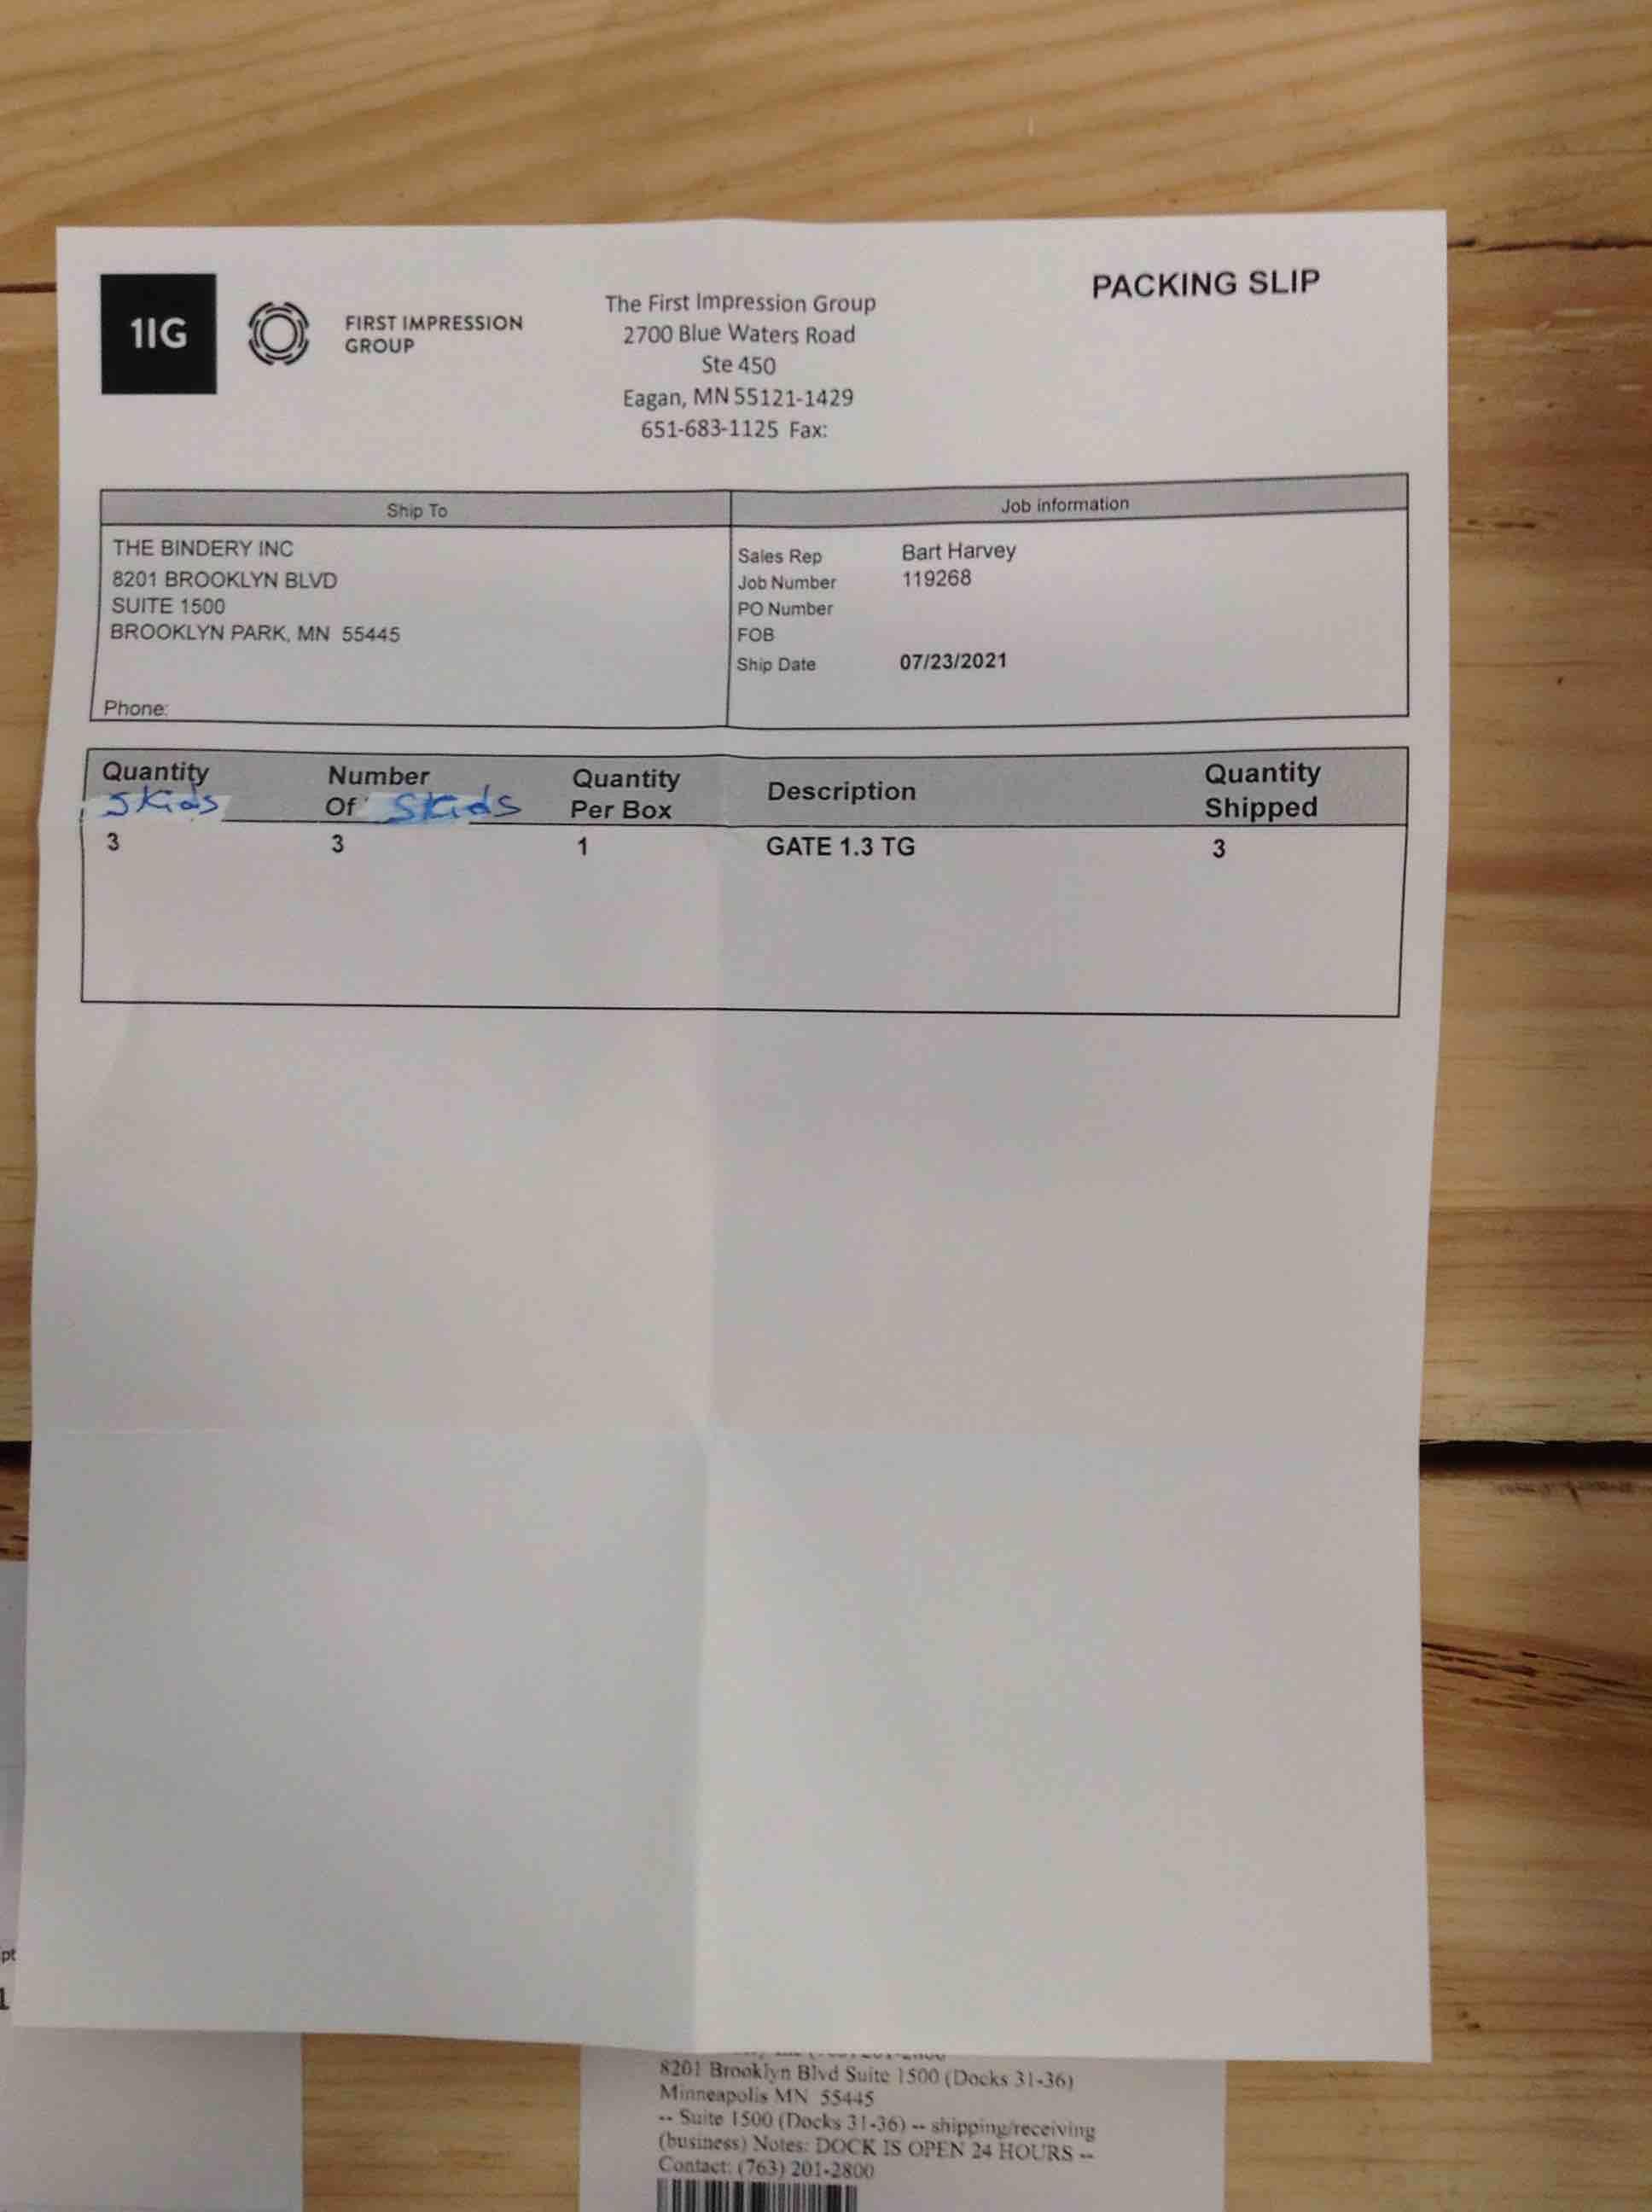 1IG
FIRST IMPRESSION
GROUP
The First Impression Group
2700 Blue Waters Road
Ste 450
Eagan, MN 55121-1429
651-683-1125 Fax:
PACKING SLIP
Ship To
THE BINDERY INC
8201 BROOKLYN BLVD
SUITE 1500
BROOKLYN PARK, MN 55445
Phone:
Job information
Sales Rep Bart Harvey
Job Number 119268
PO Number
FOB
Ship Date 07/23/2021
Quantity Number Quantity Description Quantity
Skids Of Skids Per Box Shipped
3 3 1 GATE 1.3 TG 3
pt
1
8201 Brooklyn Blvd Suite 1500 (Docks 31-36)
Minneapolis MN 55445
-- Suite 1500 (Docks 31-36) -- shipping/receiving
(business) Notes: DOCK IS OPEN 24 HOURS --
Contact: (763) 201-2800